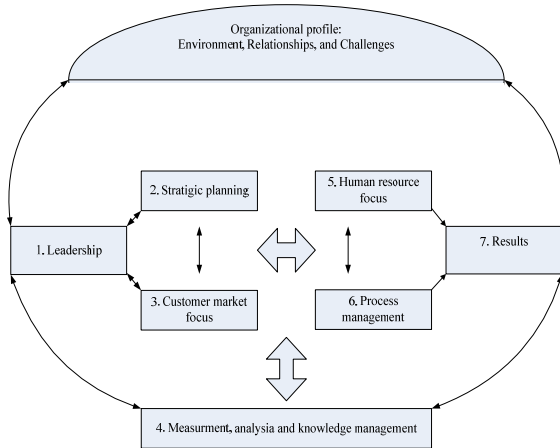 Organizational profile:
Environment, Relationships, and Challenges
2. Stratigic planning
5. Human resource
focus
1. Leadership
7. Results
3. Customer market
focus
6. Process
management
4. Measurment, analysia and knowledge management